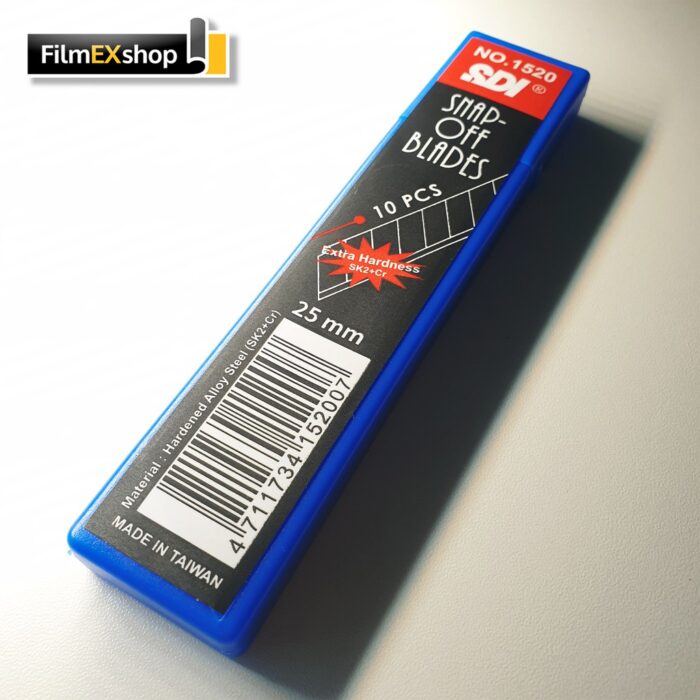 FilmEXshop
NO.1520
SDI®
SNAP-
OFF
BLADES
10 PCS
Extra Hardness
SK2+Cr
25 mm
Material : Hardened Alloy Steel (SK2+Cr)
4 711734 152007
MADE IN TAIWAN